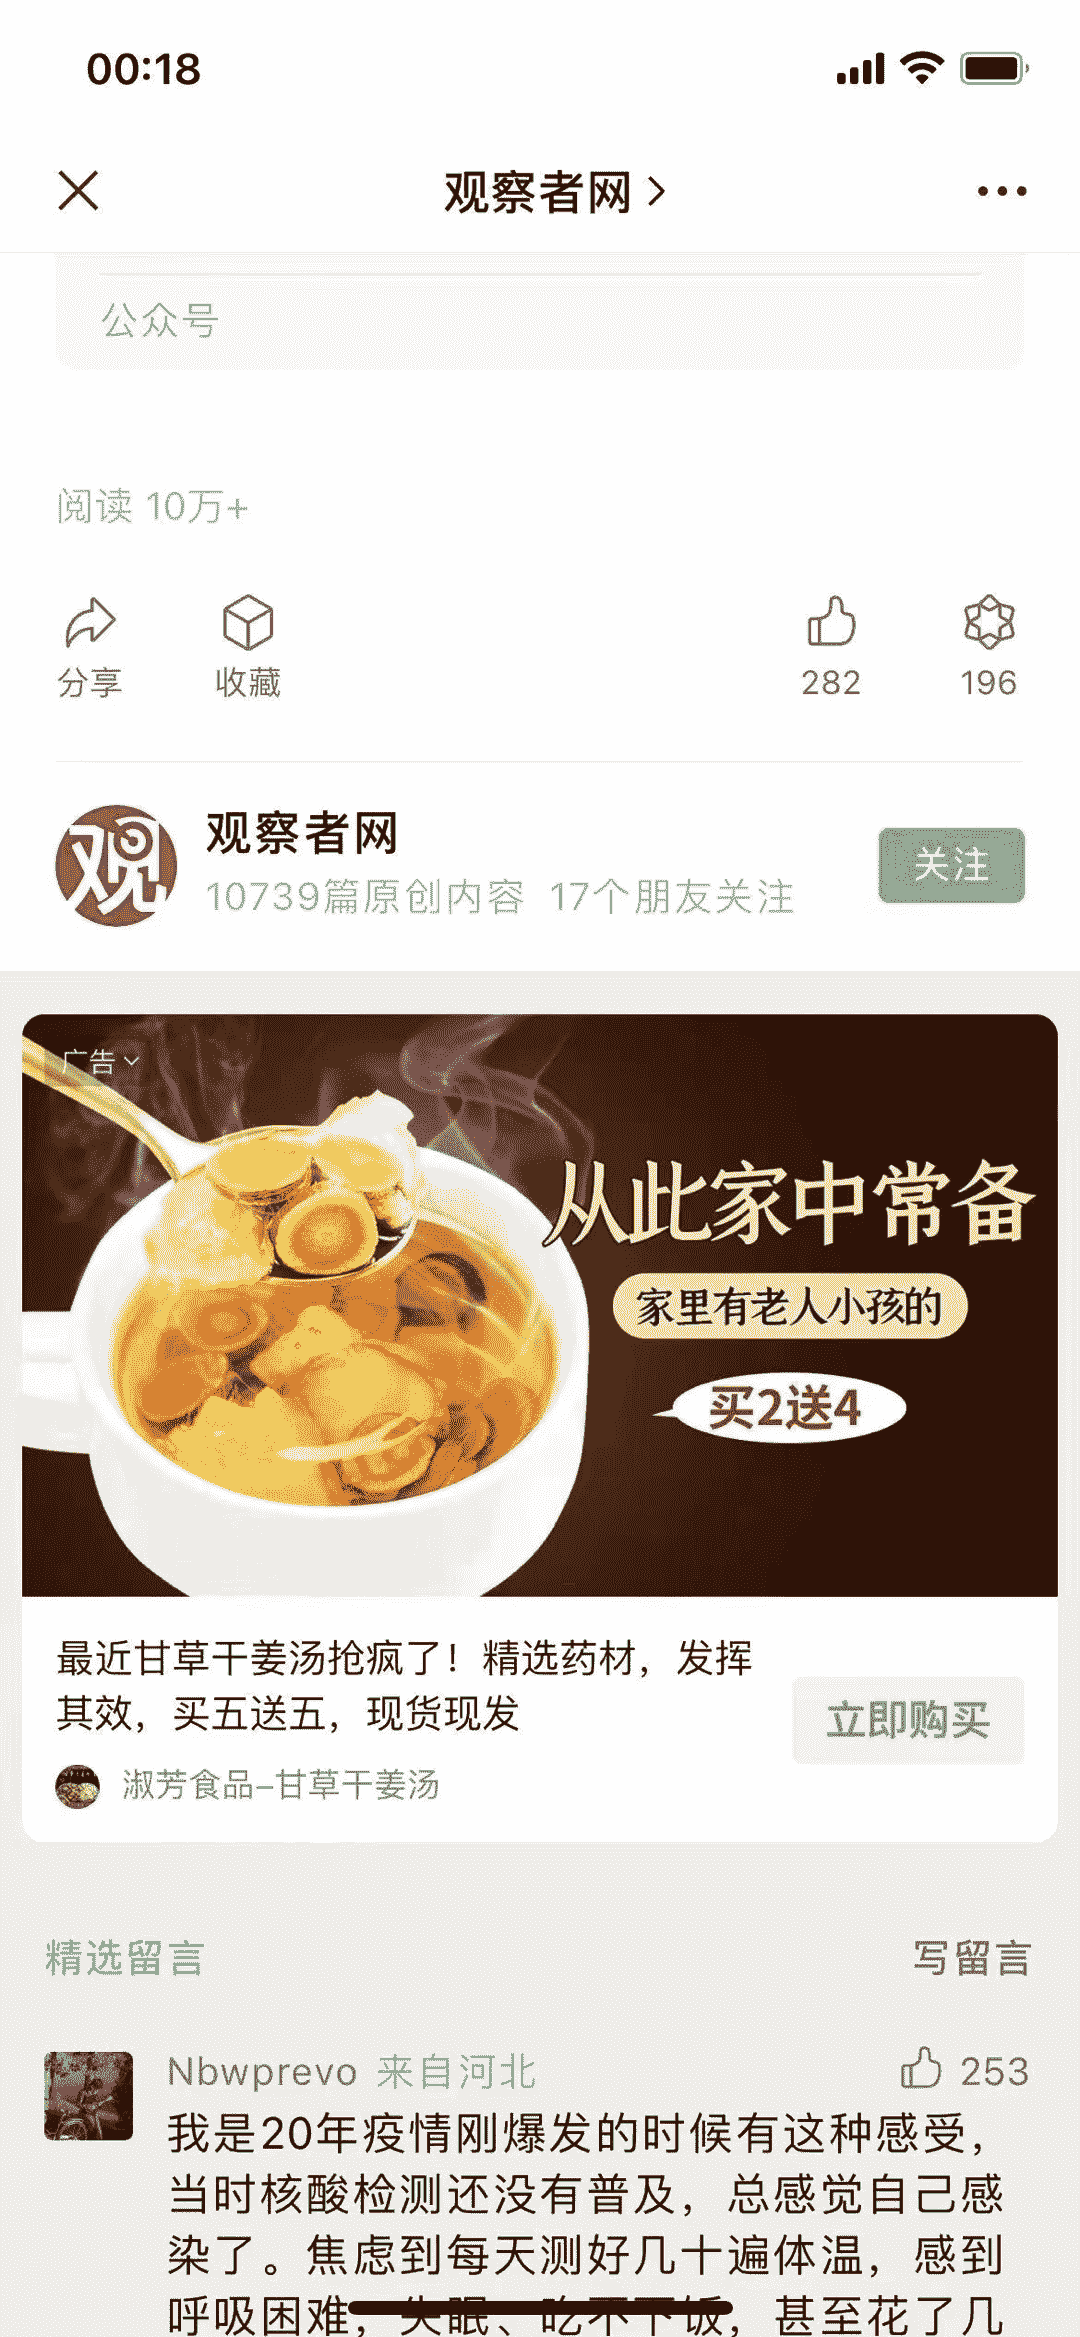 00:18
观察者网
公众号
阅读 10万+
分享
收藏
282
196
观
观察者网
10739篇原创内容 17个朋友关注
关注
广告
从此家中常备
家里有老人小孩的
买2送4
最近甘草干姜汤抢疯了！精选药材，发挥
其效，买五送五，现货现发
立即购买
淑芳食品–甘草干姜汤
精选留言
写留言
Nbwprevo 来自河北
253
我是20年疫情刚爆发的时候有这种感受，
当时核酸检测还没有普及，总感觉自己感
染了。焦虑到每天测好几十遍体温，感到
呼吸困难，失眠、吃不下饭，甚至花了几